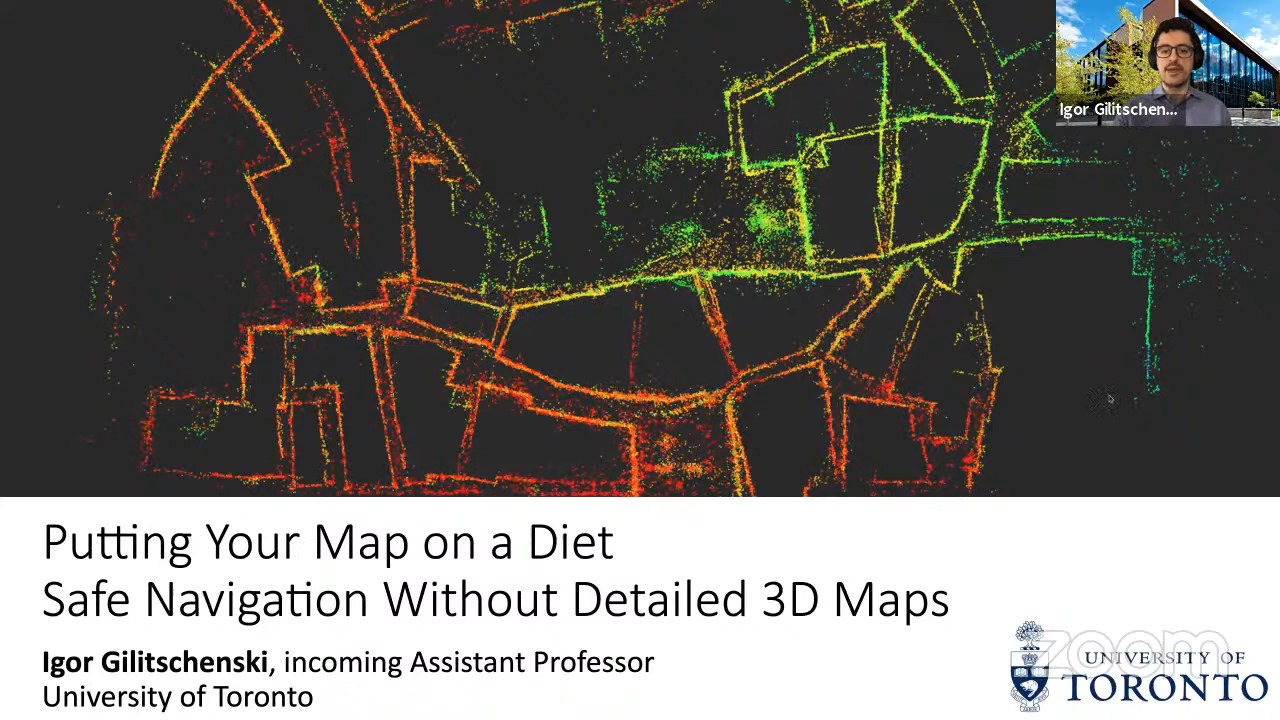 Igor Gilitschen...
Putting Your Map on a Diet
Safe Navigation Without Detailed 3D Maps
Igor Gilitschenski, incoming Assistant Professor
University of Toronto
zoom
UNIVERSITY OF
TORONTO